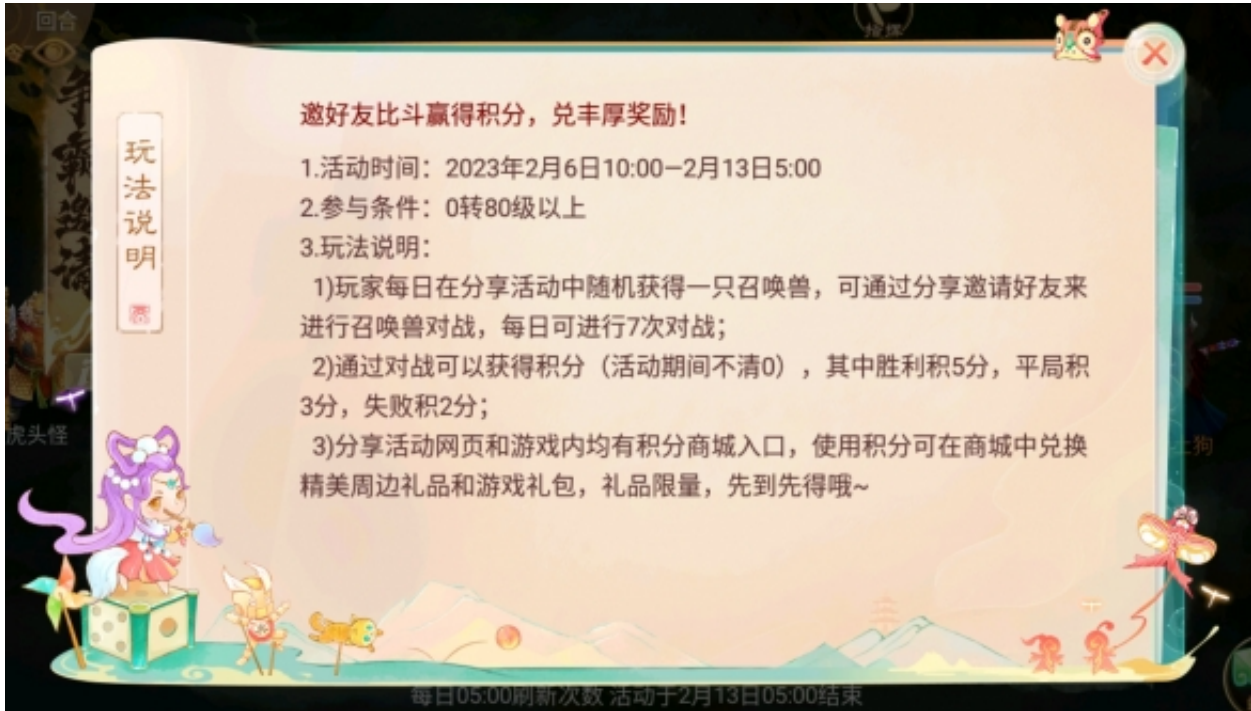 回合
指挥
争霸邀请
玩法说明
邀好友比斗赢得积分，兑丰厚奖励！
1.活动时间：2023年2月6日10:00—2月13日5:00
2.参与条件：0转80级以上
3.玩法说明：
1)玩家每日在分享活动中随机获得一只召唤兽，可通过分享邀请好友来
进行召唤兽对战，每日可进行7次对战；
2)通过对战可以获得积分（活动期间不清0），其中胜利积5分，平局积
3分，失败积2分；
3)分享活动网页和游戏内均有积分商城入口，使用积分可在商城中兑换
精美周边礼品和游戏礼包，礼品限量，先到先得哦~
虎头怪
狗
每日05:00刷新次数 活动于2月13日05:00结束